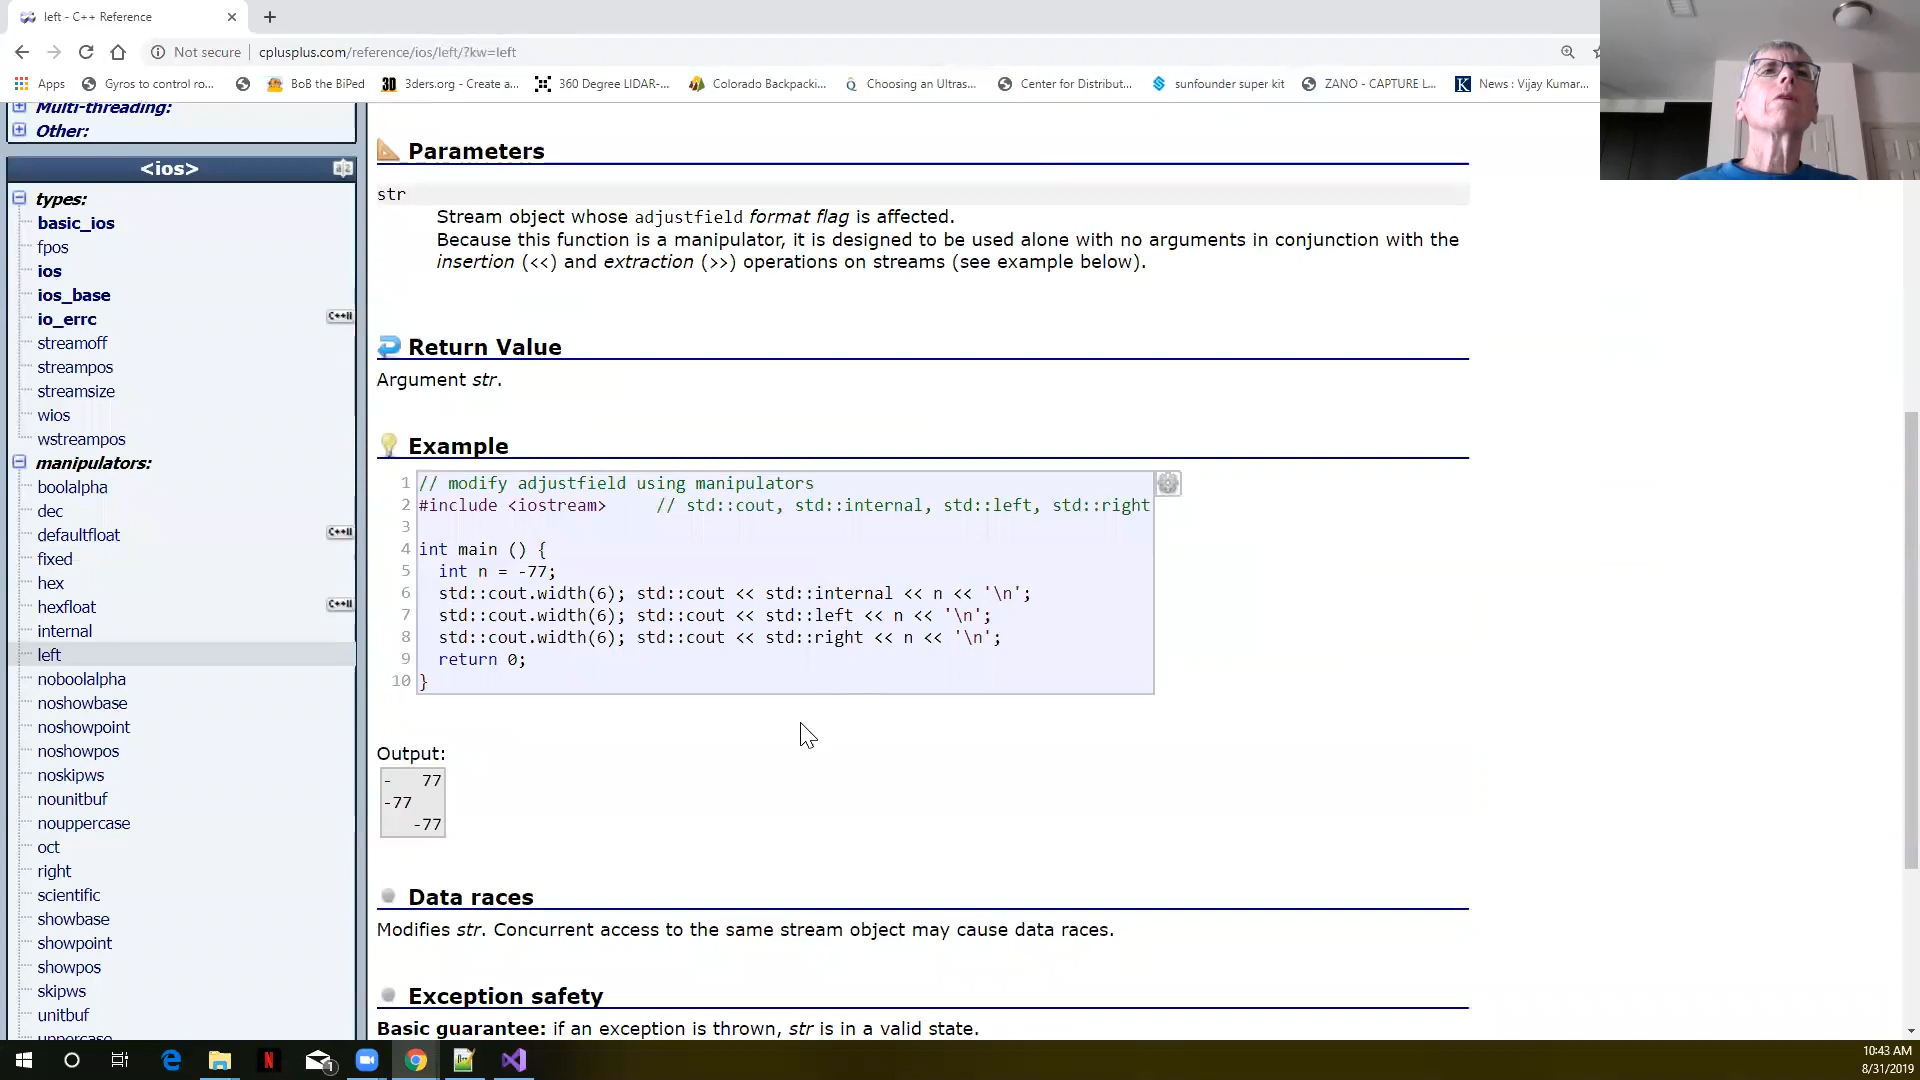 left - C++ Reference
Not secure
cplusplus.com/reference/ios/left/?kw=left
Apps
Gyros to control ro...
BoB the BiPed
3D
3ders.org - Create a...
360 Degree LIDAR-...
Colorado Backpacki...
Choosing an Ultras...
Center for Distribut...
sunfounder super kit
ZANO - CAPTURE L...
K
News : Vijay Kumar...
Multi-threading:
Other:
<ios>
types:
basic_ios
fpos
ios
ios_base
io_errc
C++11
streamoff
streampos
streamsize
wios
wstreampos
manipulators:
boolalpha
dec
defaultfloat
C++11
fixed
hex
hexfloat
C++11
internal
left
noboolalpha
noshowbase
noshowpoint
noshowpos
noskipws
nounitbuf
nouppercase
oct
right
scientific
showbase
showpoint
showpos
skipws
unitbuf
uppercase
Parameters
str
Stream object whose adjustfield format flag is affected.
Because this function is a manipulator, it is designed to be used alone with no arguments in conjunction with the
insertion (<<) and extraction (>>) operations on streams (see example below).
Return Value
Argument str.
Example
1 // modify adjustfield using manipulators
2 #include <iostream>     // std::cout, std::internal, std::left, std::right
3
4 int main () {
5   int n = -77;
6   std::cout.width(6); std::cout << std::internal << n << '\n';
7   std::cout.width(6); std::cout << std::left << n << '\n';
8   std::cout.width(6); std::cout << std::right << n << '\n';
9   return 0;
10 }
Output:
-   77
-77
   -77
Data races
Modifies str. Concurrent access to the same stream object may cause data races.
Exception safety
Basic guarantee: if an exception is thrown, str is in a valid state.
N
1
10:43 AM
8/31/2019